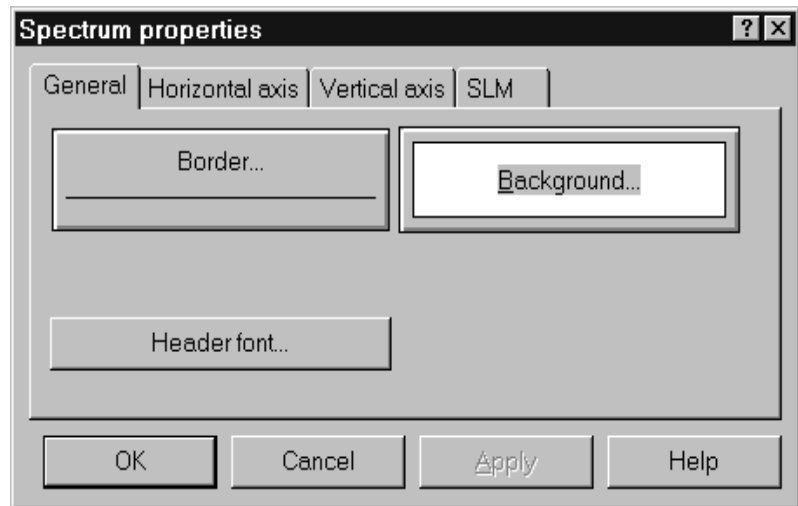 Spectrum properties
General Horizontal axis Vertical axis SLM
Border... Background...
Header font...
OK Cancel Apply Help